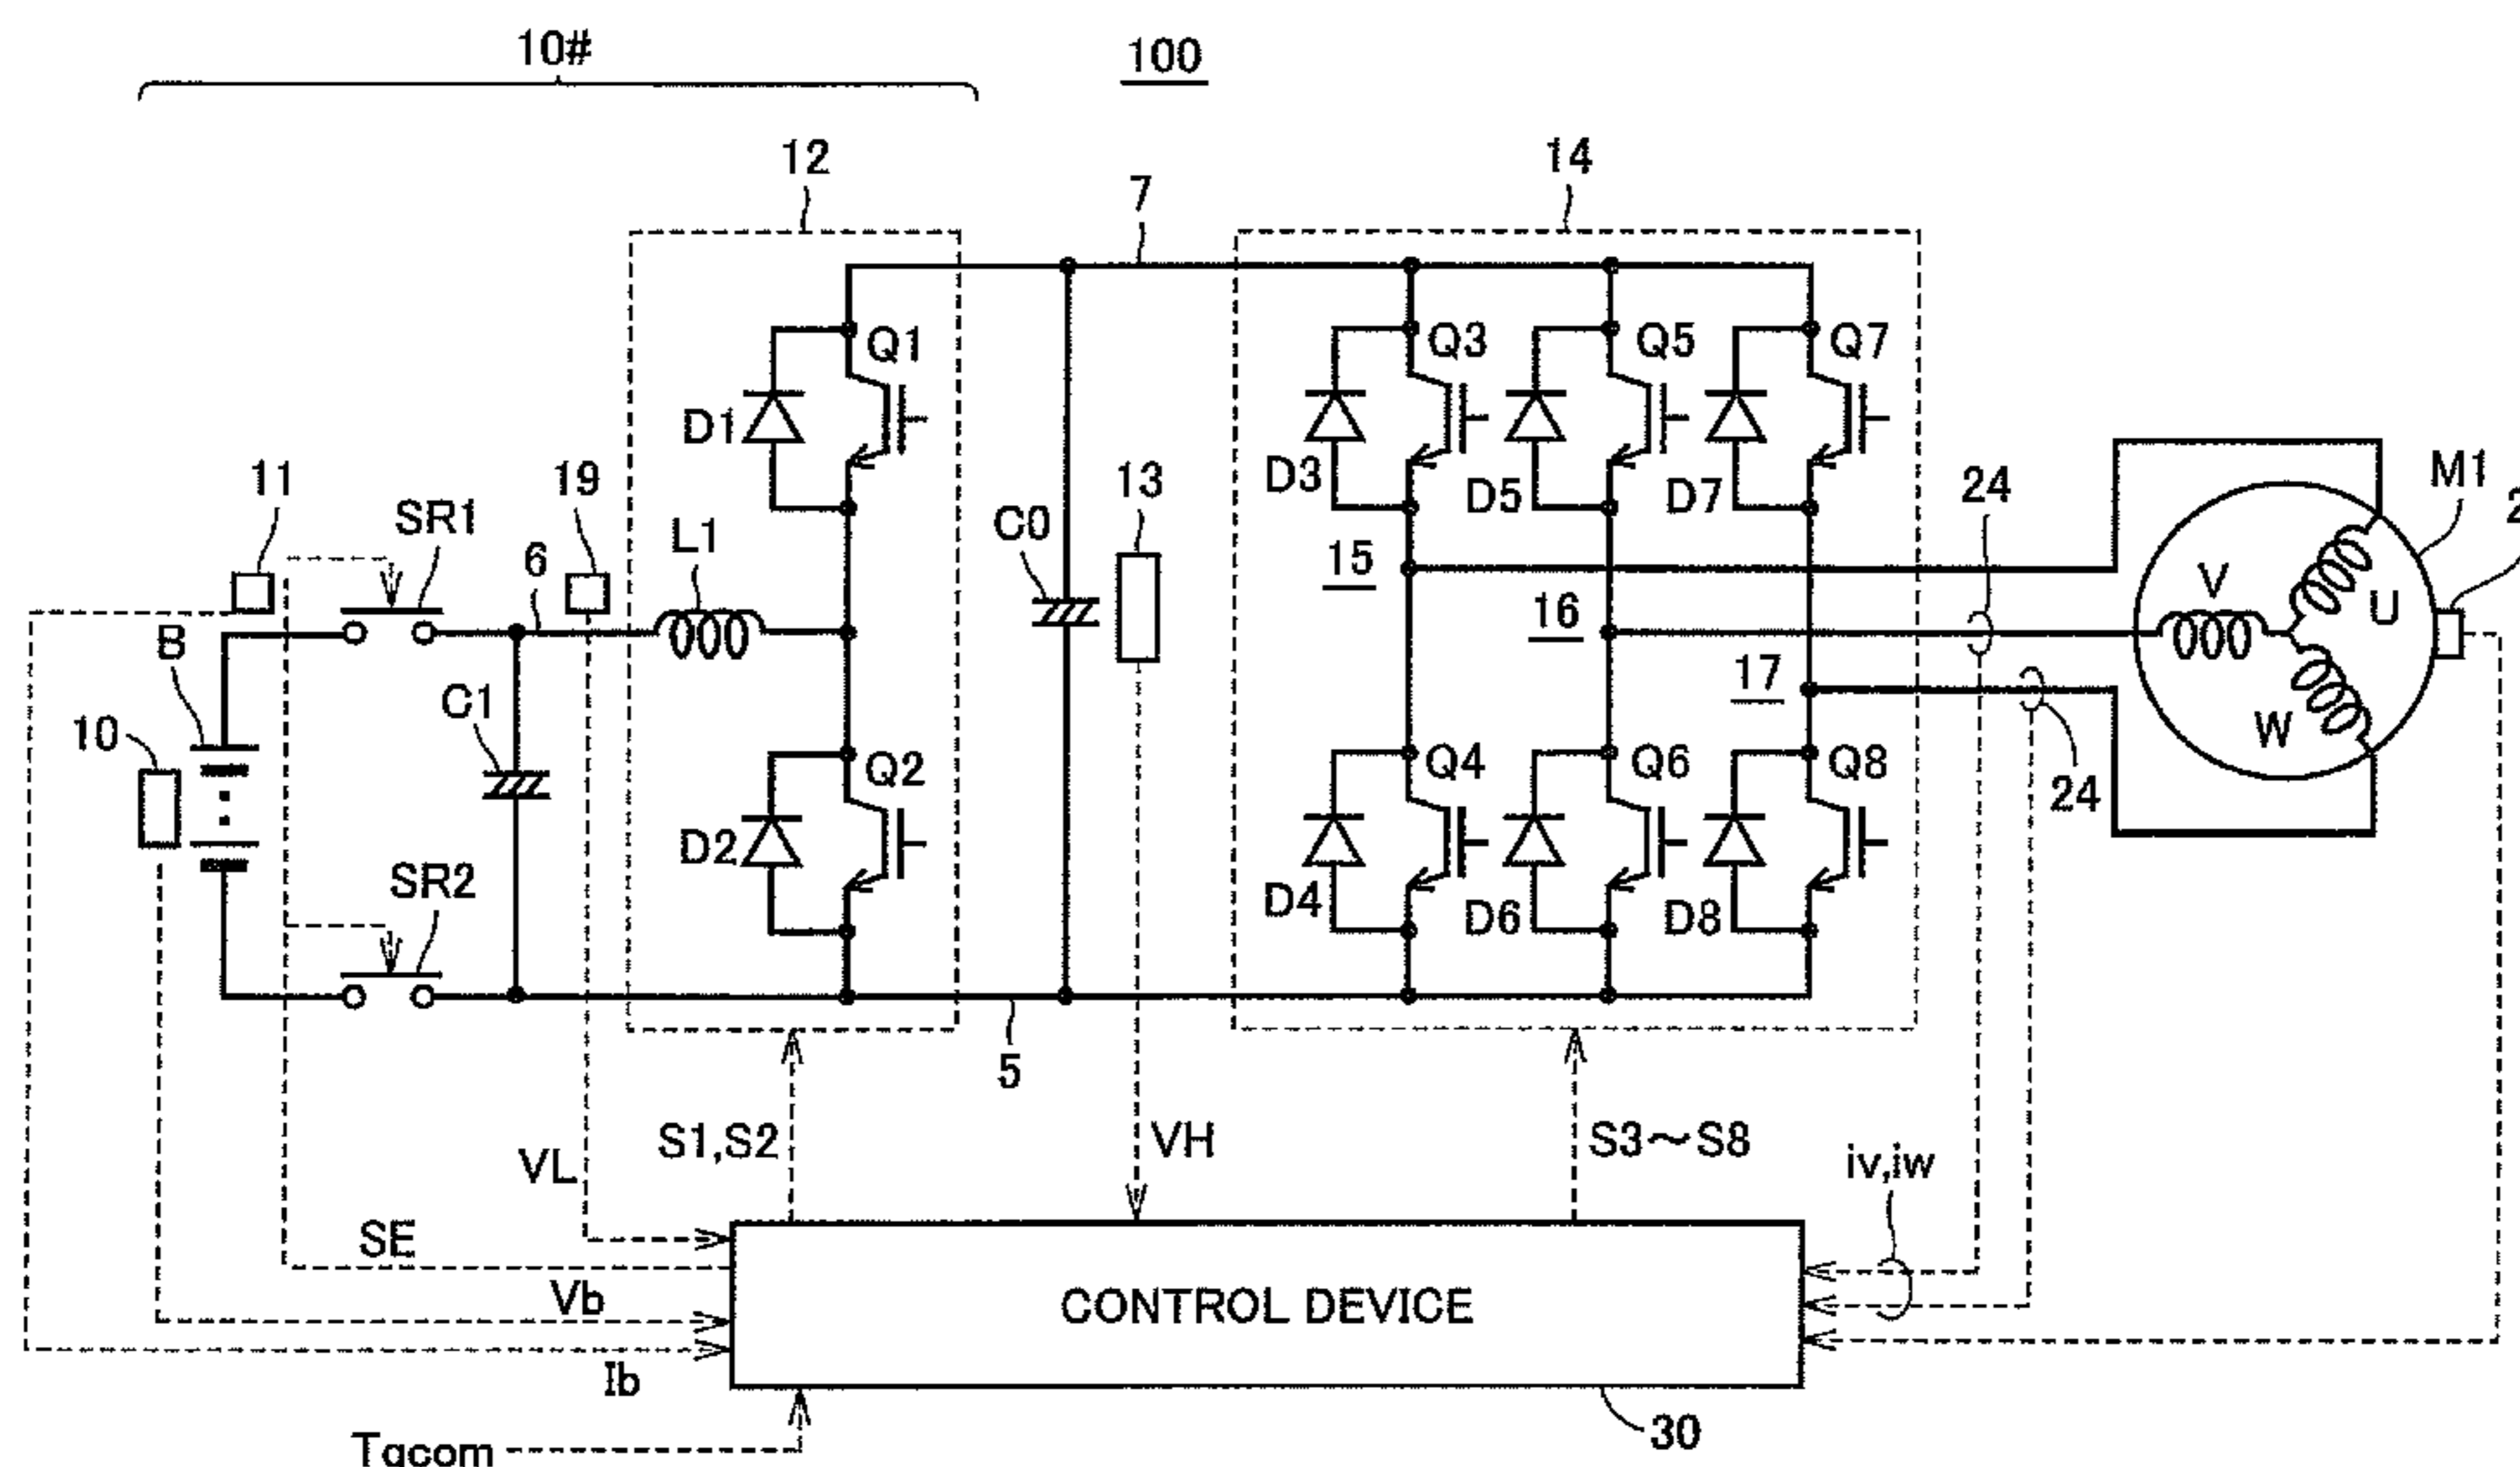 10#
100
12
14
7
Q1
Q3
Q5
Q7
D1
D3
D5
D7
11
SR1
19
L1
C0
13
24
M1
6
15
V
U
B
16
17
C1
W
10
Q2
Q4
Q6
Q8
24
D2
SR2
D4
D6
D8
5
S1,S2
VH
S3～S8
VL
iv,iw
SE
Vb
CONTROL DEVICE
Ib
30
Tqcom